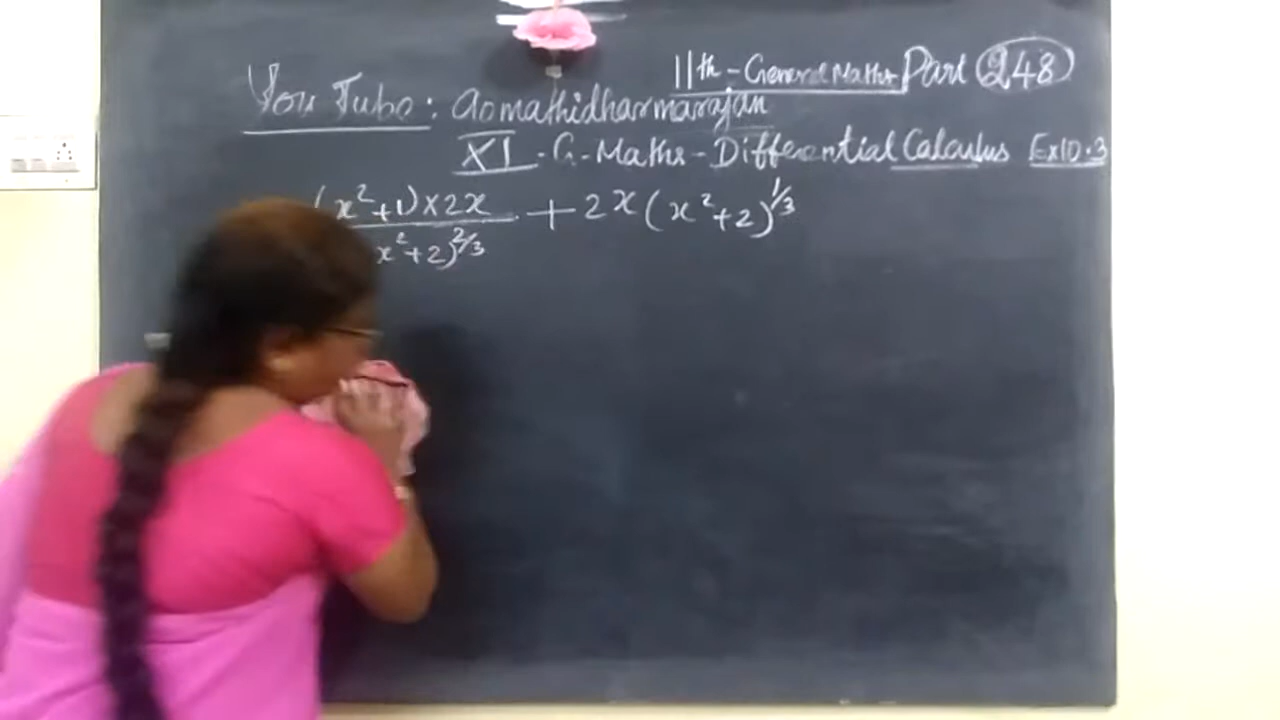 11th - General Maths Part 248
You Tube : Gomathidharmarajan
XI - G - Maths - Differential Calculus Ex 10.3
(x²+1)×2x / x²+2)^2/3 + 2x(x²+2)^1/3